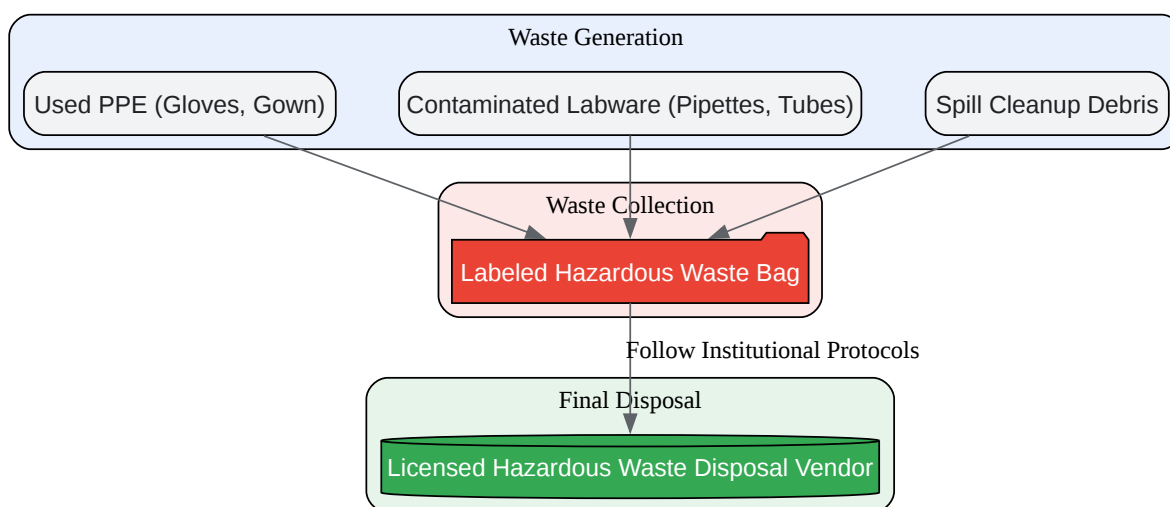 Waste Generation
Used PPE (Gloves, Gown)
Contaminated Labware (Pipettes, Tubes)
Spill Cleanup Debris
Waste Collection
Labeled Hazardous Waste Bag
Follow Institutional Protocols
Final Disposal
Licensed Hazardous Waste Disposal Vendor